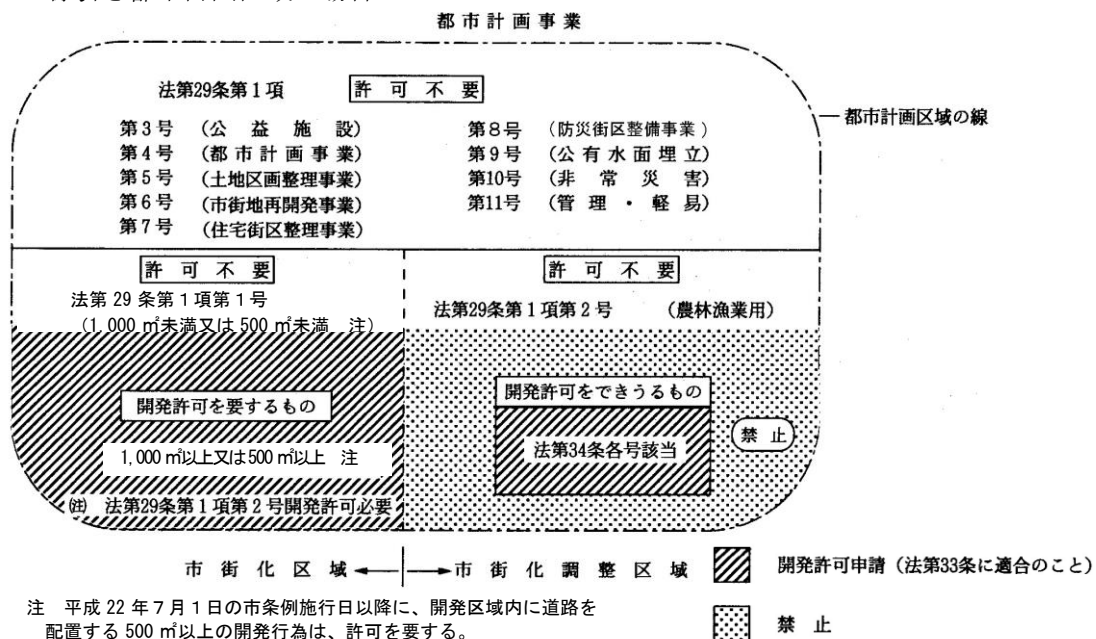 都市計画事業
法第29条第1項 許可不要
都市計画区域の線
第3号 (公益施設) 第8号 (防災街区整備事業)
第4号 (都市計画事業) 第9号 (公有水面埋立)
第5号 (土地区画整理事業) 第10号 (非常災害)
第6号 (市街地再開発事業) 第11号 (管理・軽易)
第7号 (住宅街区整理事業)
許可不要 許可不要
法第29条第1項第1号
(1,000㎡未満又は500㎡未満 注)
法第29条第1項第2号 (農林漁業用)
開発許可を要するもの
開発許可をできうるもの
禁止
1,000㎡以上又は500㎡以上 注
法第34条各号該当
㊟ 法第29条第1項第2号開発許可必要
市街化区域 市街化調整区域
開発許可申請(法第33条に適合のこと)
注 平成22年7月1日の市条例施行日以降に、開発区域内に道路を
配置する500㎡以上の開発行為は、許可を要する。
禁止